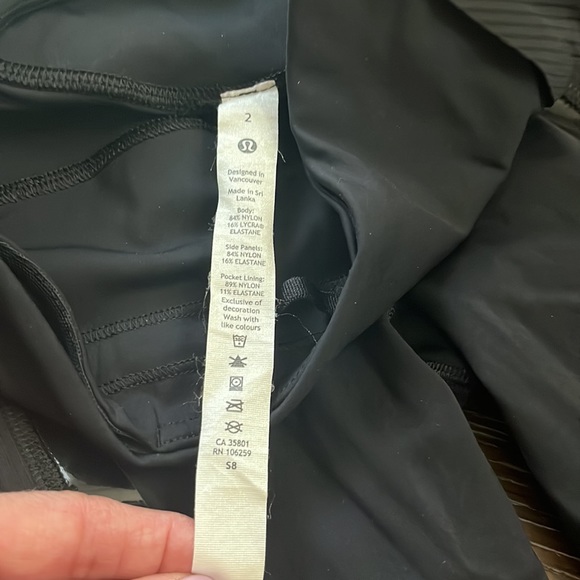 2
Designed in
Vancouver
Made in Sri
Lanka
Body:
84% NYLON
16% LYCRA®
ELASTANE
Side Panels:
84% NYLON
16% ELASTANE
Pocket Lining:
89% NYLON
11% ELASTANE
Exclusive of
decoration
Wash with
like colours
CA 35801
RN 106259
S8